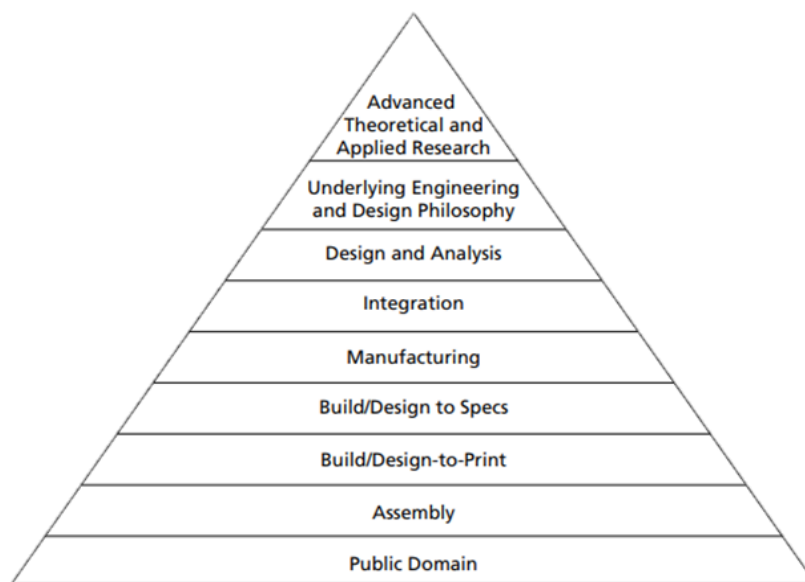 Advanced
Theoretical and
Applied Research
Underlying Engineering
and Design Philosophy
Design and Analysis
Integration
Manufacturing
Build/Design to Specs
Build/Design-to-Print
Assembly
Public Domain